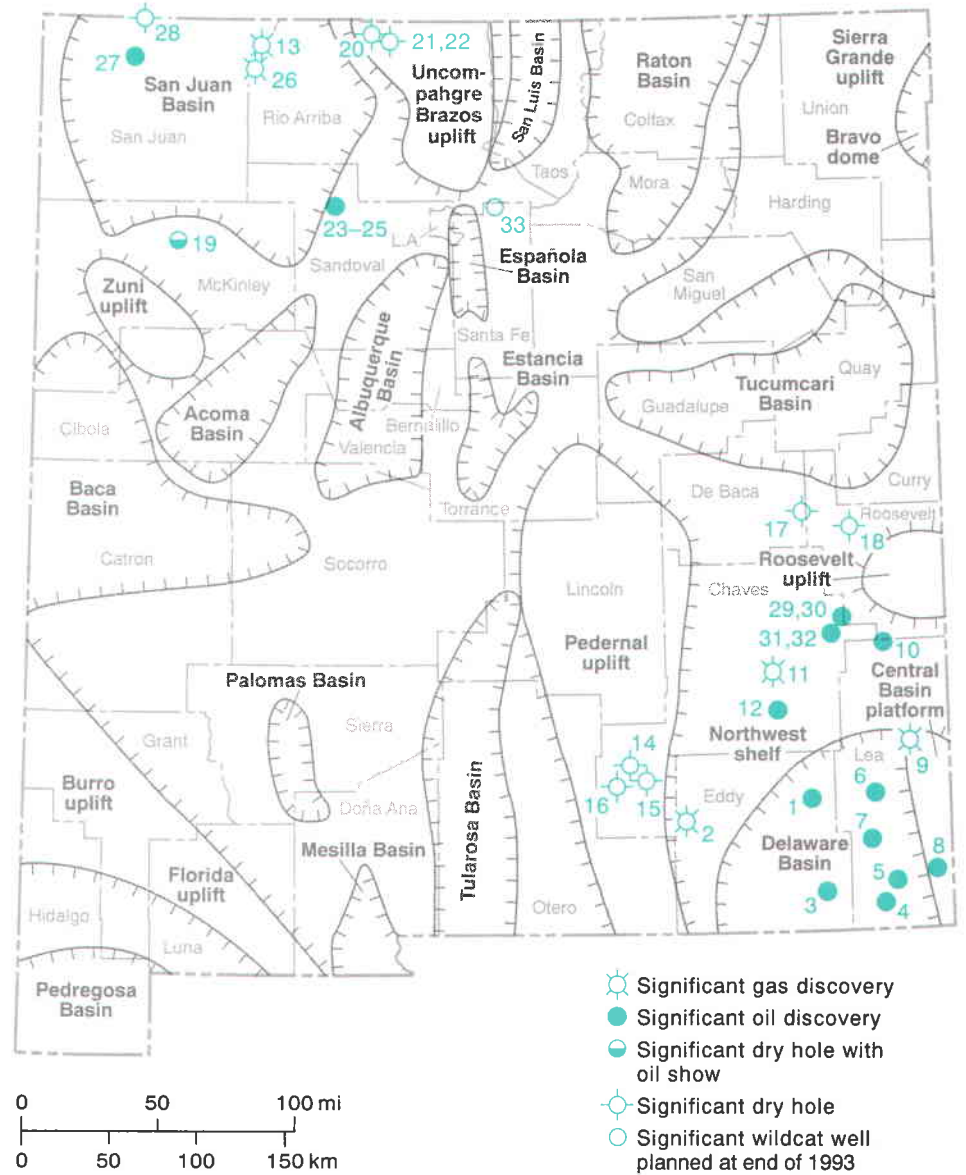 28
13
20
21,22
27
26
San Juan
Basin
San Juan
Rio Arriba
Uncom-
pahgre
Brazos
uplift
San Luis Basin
Raton
Basin
Colfax
Sierra
Grande
uplift
Union
Bravo
dome
Taos
Mora
Harding
23–25
33
19
L.A.
Sandoval
Española
Basin
McKinley
Zuni
uplift
San
Miguel
Santa Fe
Albuquerque
Basin
Estancia
Basin
Quay
Tucumcari
Basin
Guadalupe
Acoma
Basin
Cibola
Bernalillo
Valencia
Baca
Basin
De Baca
Curry
Torrance
Roosevelt
17
18
Catron
Socorro
Roosevelt
uplift
Lincoln
Chaves
29,30
31,32
10
Pedernal
uplift
11
Central
Basin
platform
Palomas Basin
Sierra
12
Northwest
shelf
Grant
14
Lea
9
Burro
uplift
16
15
Eddy
6
1
Doña Ana
2
7
Mesilla Basin
Tularosa Basin
Delaware
Basin
8
Florida
uplift
5
3
4
Hidalgo
Otero
Luna
Pedregosa
Basin
Significant gas discovery
Significant oil discovery
Significant dry hole with
oil show
Significant dry hole
Significant wildcat well
planned at end of 1993
0 50 100 mi
0 50 100 150 km